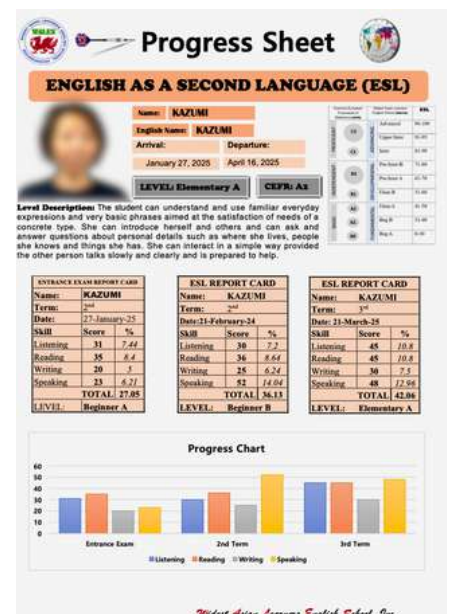 WALES
Progress Sheet
ENGLISH AS A SECOND LANGUAGE (ESL)
Name: KAZUMI
English Name: KAZUMI
Arrival: Departure:
January 27, 2025 April 16, 2025
LEVEL: Elementary A CEFR: A2
ESL
Level Description: The student can understand and use familiar everyday
expressions and very basic phrases aimed at the satisfaction of needs of a
concrete type. She can introduce herself and others and can ask and
answer questions about personal details such as where she lives, people
she knows and things she has. She can interact in a simple way provided
the other person talks slowly and clearly and is prepared to help.
ENTRANCE EXAM REPORT CARD
Name: KAZUMI
Term: 2nd
Date: 27-January-25
Skill Score %
Listening 31 7.44
Reading 35 8.4
Writing 20 5
Speaking 23 6.21
TOTAL 27.05
LEVEL: Beginner A
ESL REPORT CARD
Name: KAZUMI
Term: 2nd
Date: 21-February-24
Skill Score %
Listening 30 7.2
Reading 36 8.64
Writing 25 6.24
Speaking 52 14.04
TOTAL 36.13
LEVEL: Beginner B
ESL REPORT CARD
Name: KAZUMI
Term: 3rd
Date: 21-March-25
Skill Score %
Listening 45 10.8
Reading 45 10.8
Writing 30 7.5
Speaking 48 12.96
TOTAL 42.06
LEVEL: Elementary A
Progress Chart
60
50
40
30
20
10
0
Entrance Exam 2nd Term 3rd Term
Listening Reading Writing Speaking